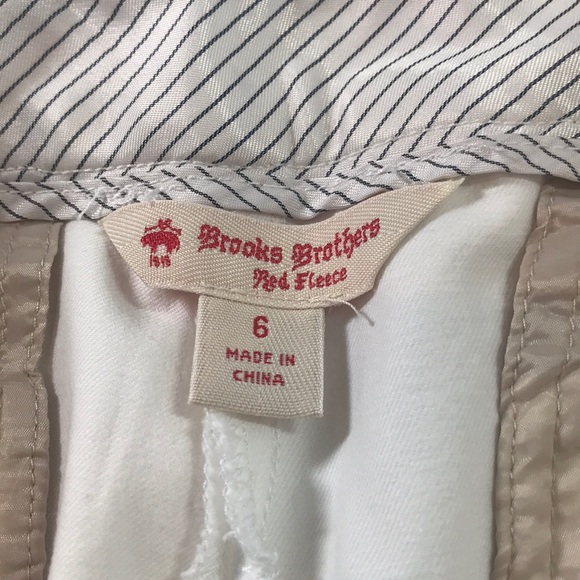 Brooks Brothers
Red Fleece
1818
6
MADE IN
CHINA